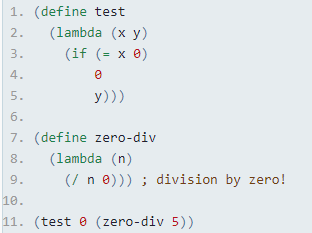 1. (define test
2.   (lambda (x y)
3.     (if (= x 0)
4.         0
5.         y)))
6.
7. (define zero-div
8.   (lambda (n)
9.     (/ n 0))) ; division by zero!
10.
11. (test 0 (zero-div 5))